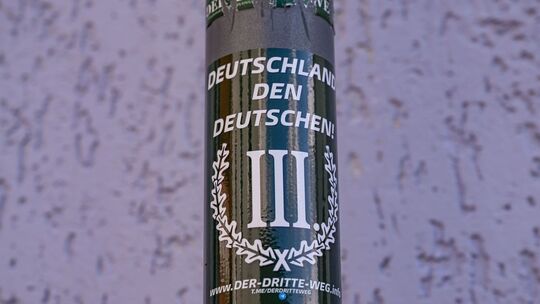 DEUTSCHLAND
DEN
DEUTSCHEN!
III.
WWW.DER-DRITTE-WEG.info
T.ME/DERDRITTEWEG